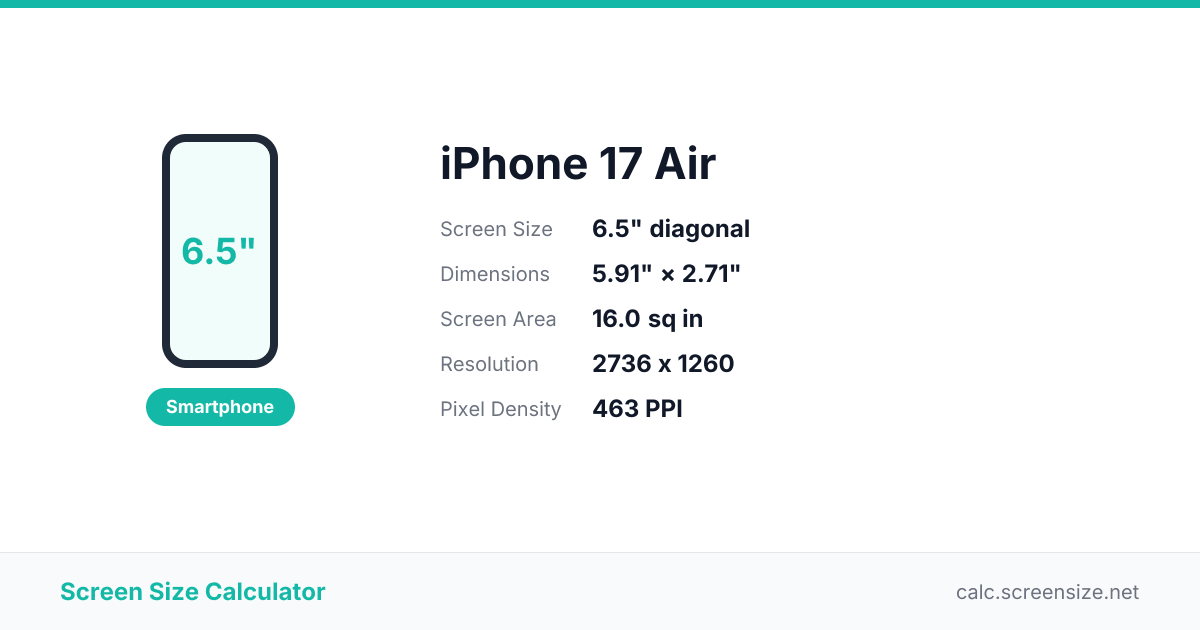 6.5"
Smartphone
iPhone 17 Air
Screen Size 6.5" diagonal
Dimensions 5.91" × 2.71"
Screen Area 16.0 sq in
Resolution 2736 x 1260
Pixel Density 463 PPI
Screen Size Calculator
calc.screensize.net